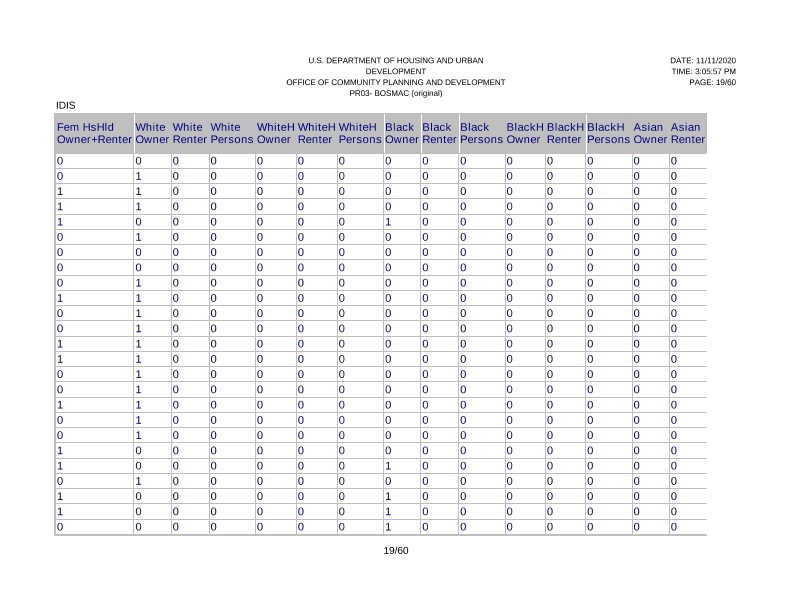 U.S. DEPARTMENT OF HOUSING AND URBAN
DEVELOPMENT
OFFICE OF COMMUNITY PLANNING AND DEVELOPMENT
PR03- BOSMAC (original)
DATE: 11/11/2020
TIME: 3:05:57 PM
PAGE: 19/60
IDIS
Fem HsHld White White White WhiteH WhiteH WhiteH Black Black Black BlackH BlackH BlackH Asian Asian
Owner+Renter Owner Renter Persons Owner Renter Persons Owner Renter Persons Owner Renter Persons Owner Renter
0 0 0 0 0 0 0 0 0 0 0 0 0 0 0
0 1 0 0 0 0 0 0 0 0 0 0 0 0 0
1 1 0 0 0 0 0 0 0 0 0 0 0 0 0
1 1 0 0 0 0 0 0 0 0 0 0 0 0 0
1 0 0 0 0 0 0 1 0 0 0 0 0 0 0
0 1 0 0 0 0 0 0 0 0 0 0 0 0 0
0 0 0 0 0 0 0 0 0 0 0 0 0 0 0
0 0 0 0 0 0 0 0 0 0 0 0 0 0 0
0 1 0 0 0 0 0 0 0 0 0 0 0 0 0
1 1 0 0 0 0 0 0 0 0 0 0 0 0 0
0 1 0 0 0 0 0 0 0 0 0 0 0 0 0
0 1 0 0 0 0 0 0 0 0 0 0 0 0 0
1 1 0 0 0 0 0 0 0 0 0 0 0 0 0
1 1 0 0 0 0 0 0 0 0 0 0 0 0 0
0 1 0 0 0 0 0 0 0 0 0 0 0 0 0
0 1 0 0 0 0 0 0 0 0 0 0 0 0 0
1 1 0 0 0 0 0 0 0 0 0 0 0 0 0
0 1 0 0 0 0 0 0 0 0 0 0 0 0 0
0 1 0 0 0 0 0 0 0 0 0 0 0 0 0
1 0 0 0 0 0 0 0 0 0 0 0 0 0 0
1 0 0 0 0 0 0 1 0 0 0 0 0 0 0
0 1 0 0 0 0 0 0 0 0 0 0 0 0 0
1 0 0 0 0 0 0 1 0 0 0 0 0 0 0
1 0 0 0 0 0 0 1 0 0 0 0 0 0 0
0 0 0 0 0 0 0 1 0 0 0 0 0 0 0
19/60